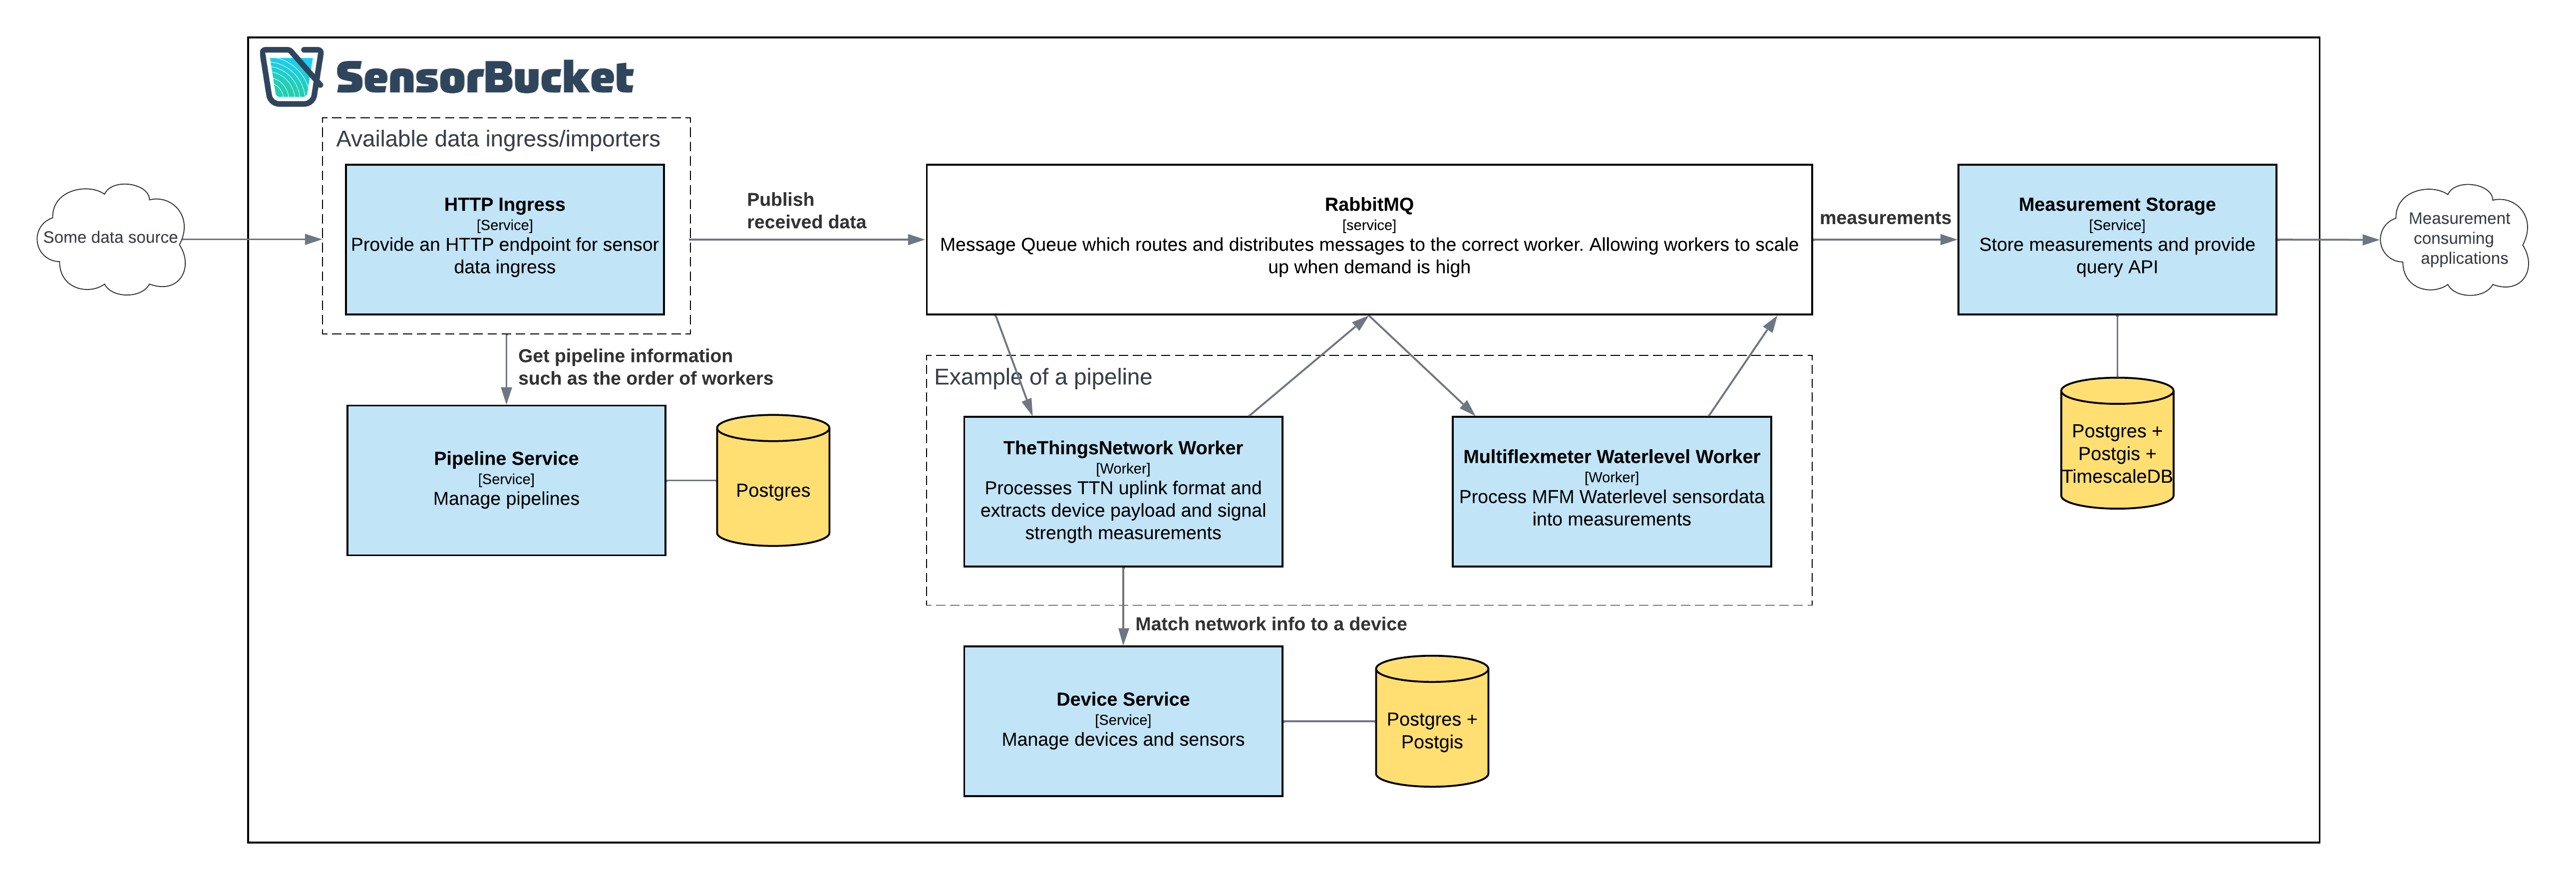 SensorBucket
Available data ingress/importers
Some data source
HTTP Ingress
[Service]
Provide an HTTP endpoint for sensor
data ingress
Publish
received data
RabbitMQ
[service]
Message Queue which routes and distributes messages to the correct worker. Allowing workers to scale
up when demand is high
measurements
Measurement Storage
[Service]
Store measurements and provide
query API
Measurement
consuming
applications
Get pipeline information
such as the order of workers
Pipeline Service
[Service]
Manage pipelines
Postgres
Example of a pipeline
TheThingsNetwork Worker
[Worker]
Processes TTN uplink format and
extracts device payload and signal
strength measurements
Multiflexmeter Waterlevel Worker
[Worker]
Process MFM Waterlevel sensordata
into measurements
Postgres +
Postgis +
TimescaleDB
Match network info to a device
Device Service
[Service]
Manage devices and sensors
Postgres +
Postgis